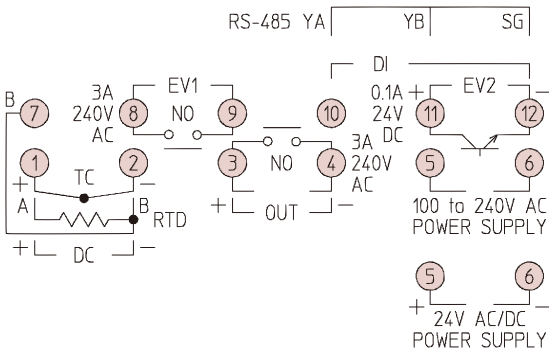 RS-485 YA YB SG
DI
3A 240V AC EV1 NO
0.1A 24V DC EV2
+ −
B 7 8 9 10 11 12
3A 240V AC NO
1 2 3 4 5 6
+ TC −
A B RTD
+ OUT −
+ DC −
100 to 240V AC
POWER SUPPLY
5 6
+ −
24V AC/DC
POWER SUPPLY